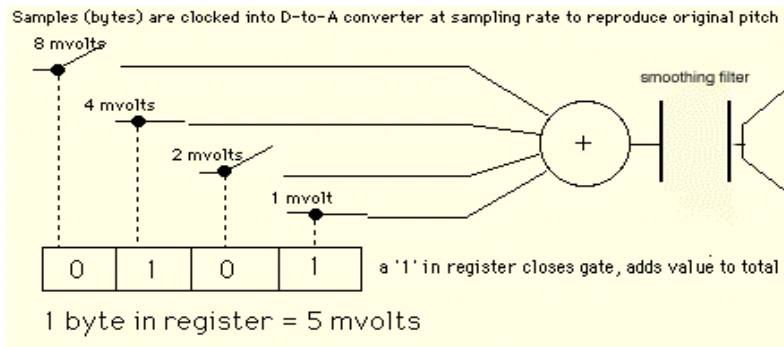 Samples (bytes) are clocked into D-to-A converter at sampling rate to reproduce original pitch
8 mvolts
smoothing filter
4 mvolts
+
2 mvolts
1 mvolt
0 1 0 1
a '1' in register closes gate, adds value to total
1 byte in register = 5 mvolts